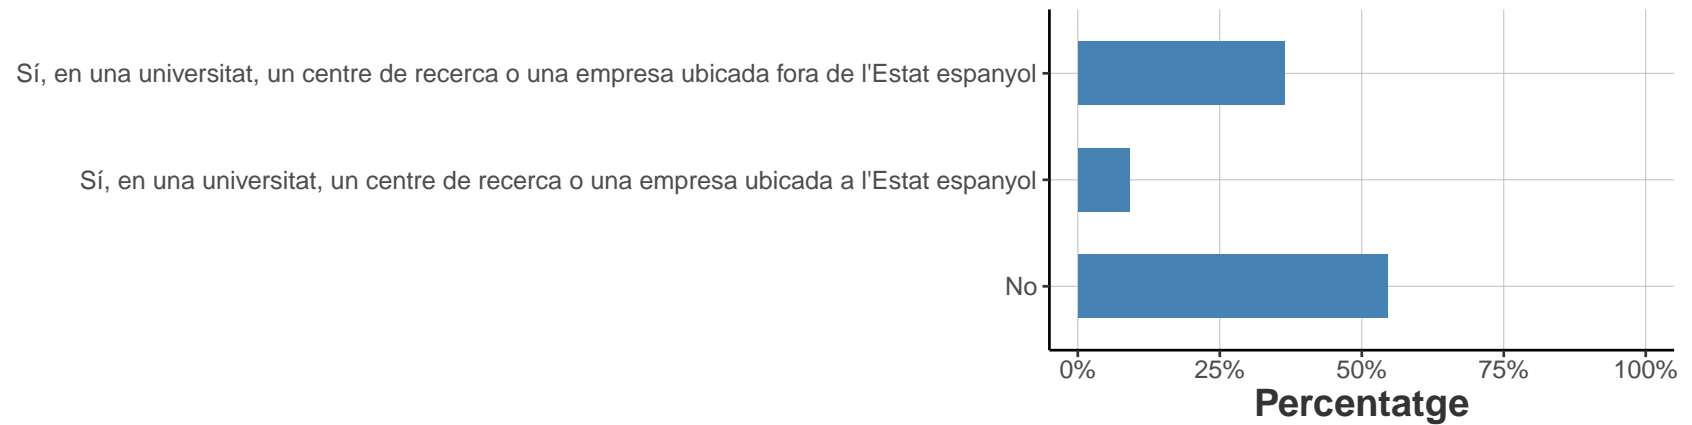 Sí, en una universitat, un centre de recerca o una empresa ubicada fora de l'Estat espanyol
Sí, en una universitat, un centre de recerca o una empresa ubicada a l'Estat espanyol
No
0% 25% 50% 75% 100%
Percentatge